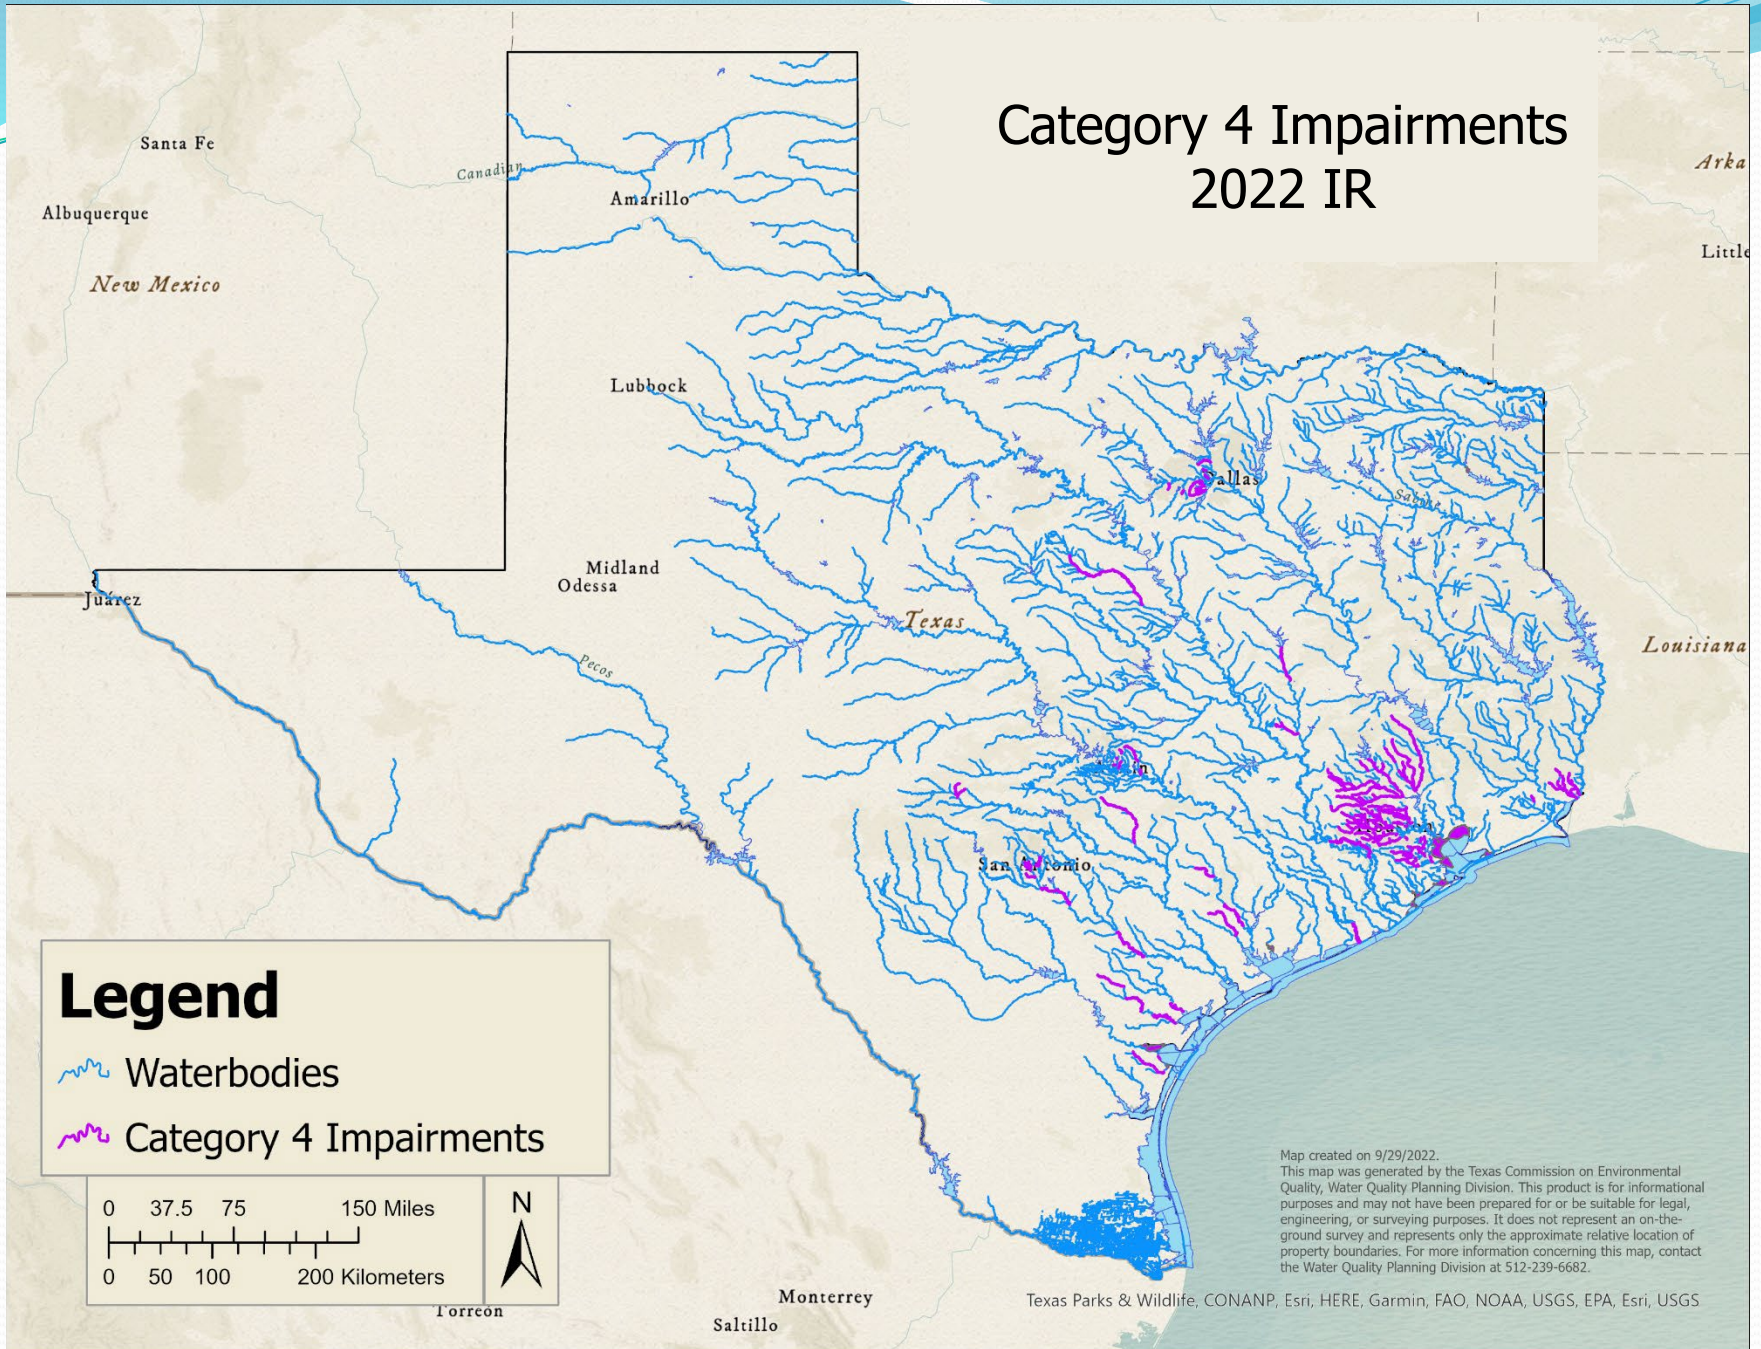 Category 4 Impairments
2022 IR
Santa Fe
Canadian
Arka
Amarillo
Albuquerque
Little
New Mexico
Lubbock
Dallas
Sabine
Midland
Odessa
Juárez
Texas
Louisiana
Pecos
Austin
Houston
San Antonio
Legend
Waterbodies
Category 4 Impairments
0 37.5 75 150 Miles
0 50 100 200 Kilometers
N
Torreón
Monterrey
Saltillo
Map created on 9/29/2022.
This map was generated by the Texas Commission on Environmental
Quality, Water Quality Planning Division. This product is for informational
purposes and may not have been prepared for or be suitable for legal,
engineering, or surveying purposes. It does not represent an on-the-
ground survey and represents only the approximate relative location of
property boundaries. For more information concerning this map, contact
the Water Quality Planning Division at 512-239-6682.
Texas Parks & Wildlife, CONANP, Esri, HERE, Garmin, FAO, NOAA, USGS, EPA, Esri, USGS